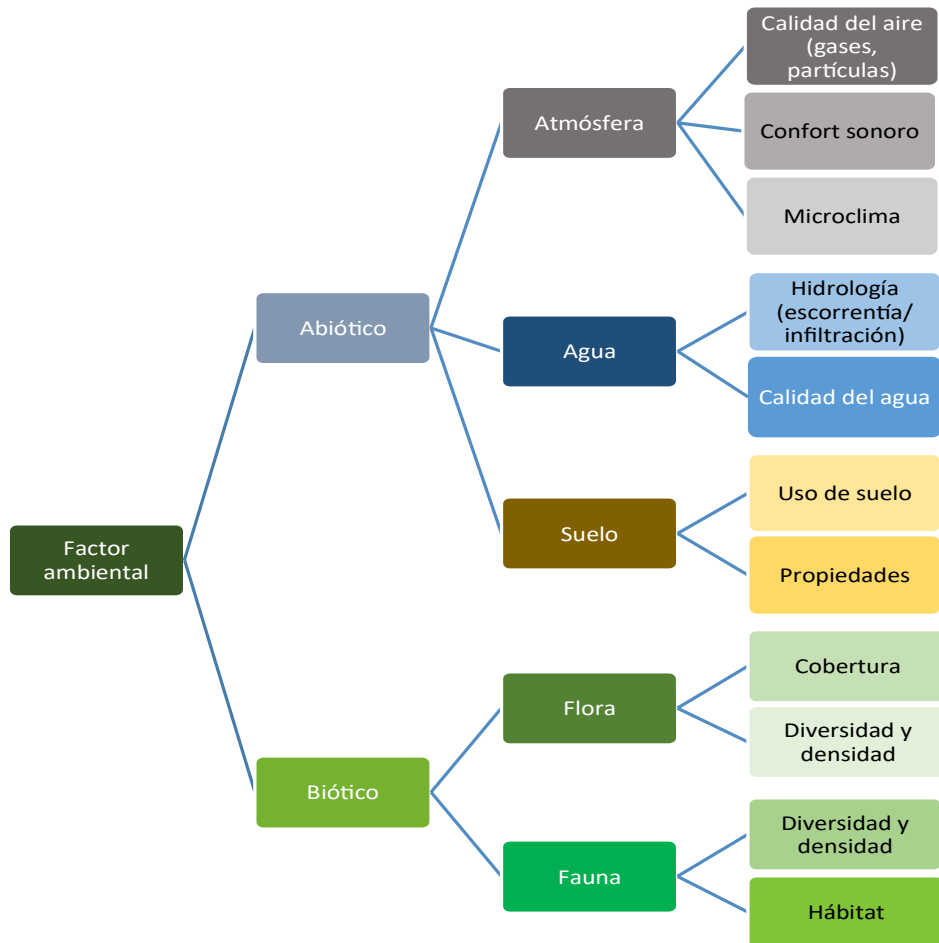 Calidad del aire
(gases,
partículas)
Atmósfera
Confort sonoro
Microclima
Abiótico
Hidrología
(escorrentía/
infiltración)
Agua
Calidad del agua
Uso de suelo
Suelo
Propiedades
Factor
ambiental
Cobertura
Flora
Diversidad y
densidad
Biótico
Diversidad y
densidad
Fauna
Hábitat